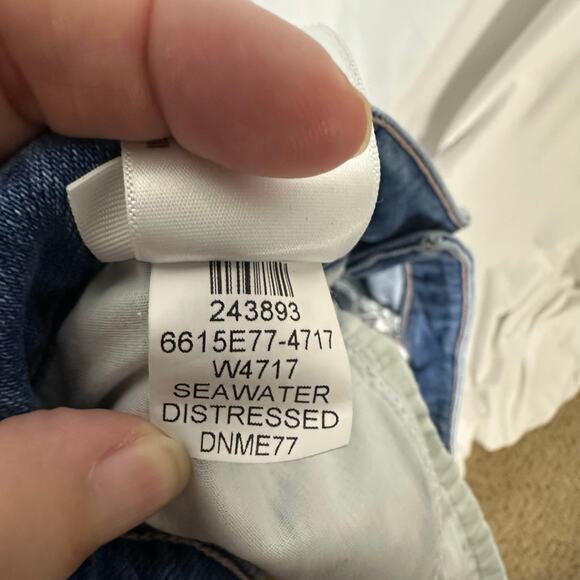 243893
6615E77-4717
W4717
SEAWATER
DISTRESSED
DNME77